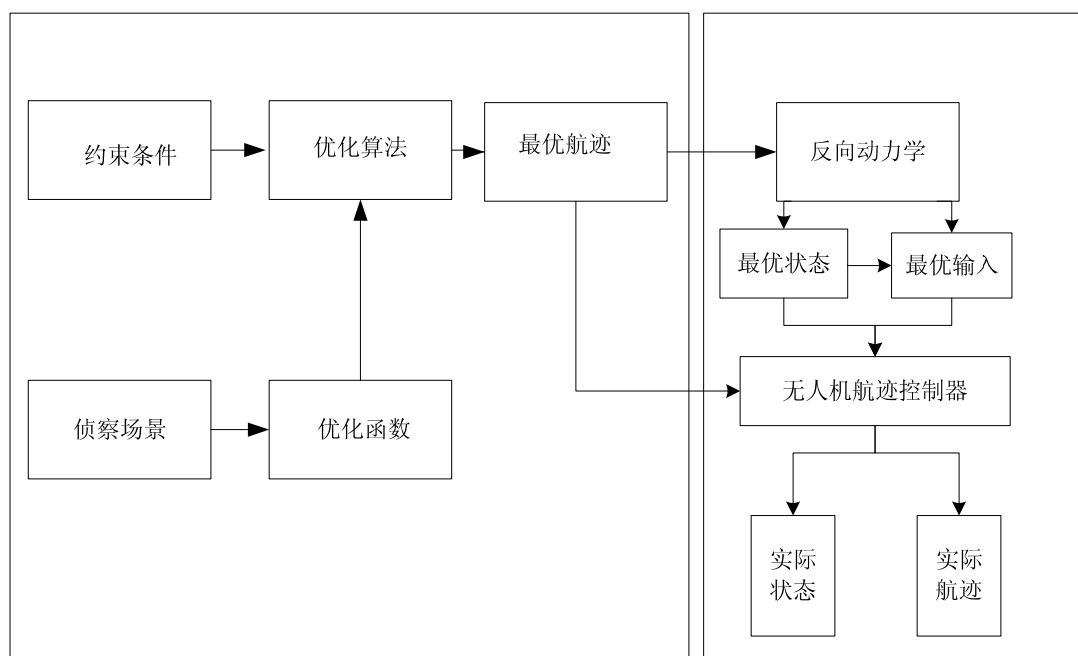 约束条件
优化算法
最优航迹
反向动力学
最优状态
最优输入
无人机航迹控制器
侦察场景
优化函数
实际
状态
实际
航迹